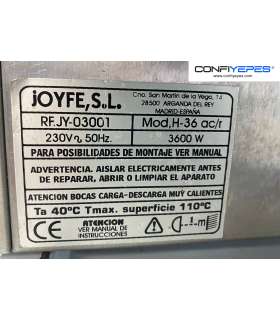 CONFIYEPES®
www.confiyepes.com
JOYFE,S.L.
Cno. San Martin de la Vega, 15
28500 ARGANDA DEL REY
MADRID-ESPAÑA
RF.JY-03001 Mod,H-36 ac/r
230V~ 50Hz. 3600 W
PARA POSIBILIDADES DE MONTAJE VER MANUAL
ADVERTENCIA. AISLAR ELECTRICAMENTE ANTES
DE REPARAR, ABRIR O LIMPIAR EL APARATO
ATENCION BOCAS CARGA-DESCARGA MUY CALIENTES
Ta 40ºC Tmax. superficie 110ºC
CE ATENCION
VER MANUAL DE
INSTRUCCIONES
1m